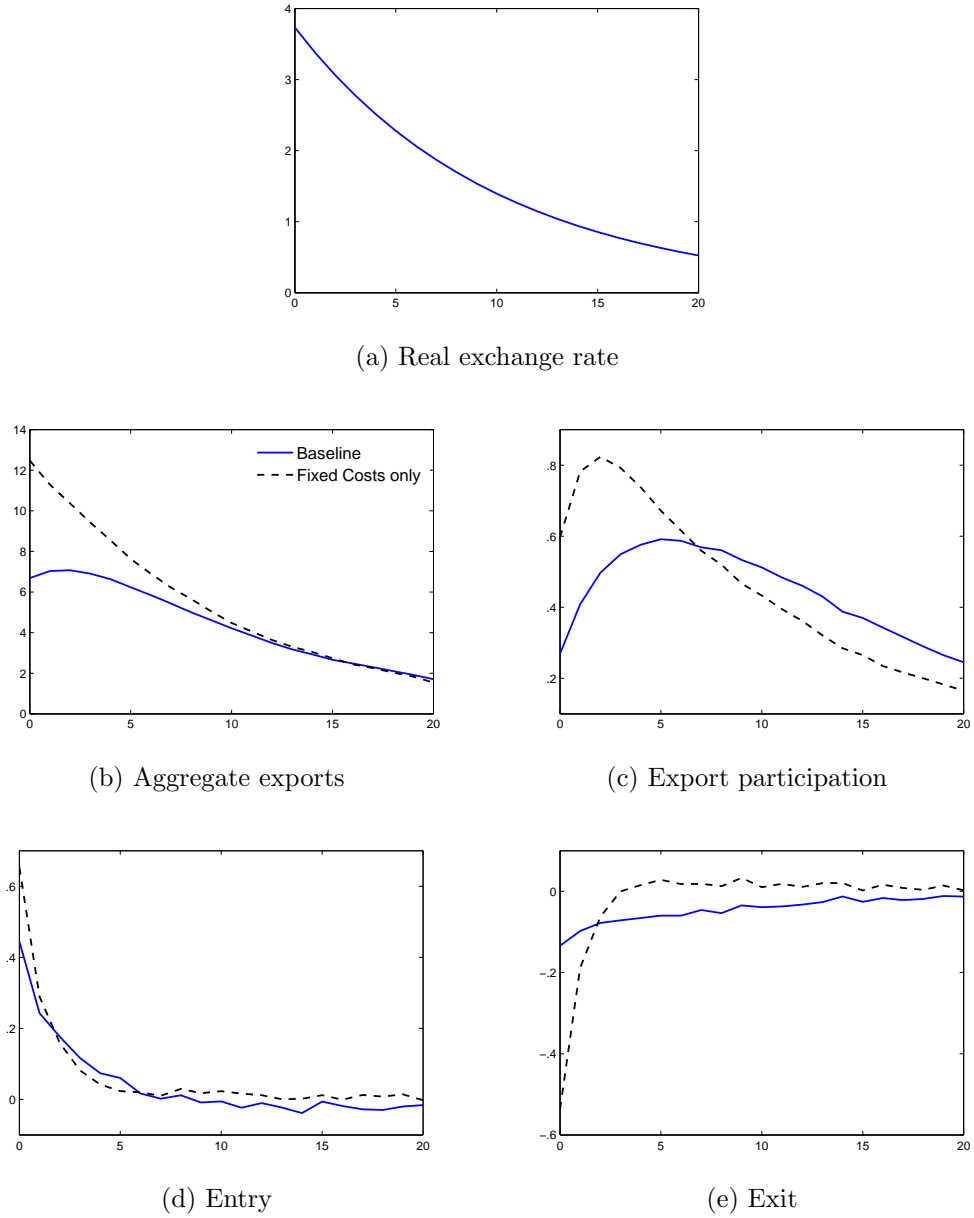 4
3
2
1
0
0 5 10 15 20
(a) Real exchange rate
14
12
10
8
6
4
2
0
0 5 10 15 20
Baseline
Fixed Costs only
(b) Aggregate exports
.8
.6
.4
.2
0 5 10 15 20
(c) Export participation
.6
.4
.2
0
0 5 10 15 20
(d) Entry
0
−.2
−.4
−.6
0 5 10 15 20
(e) Exit